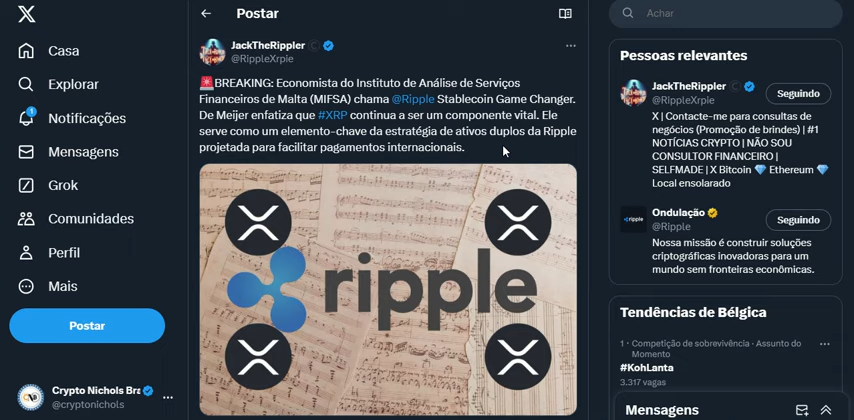 Casa
Explorar
1
Notificações
Mensagens
Grok
Comunidades
Perfil
Mais
Postar
Crypto Nichols Bra
@cryptonichols
Postar
JackTheRippler
@RippleXrpie
BREAKING: Economista do Instituto de Análise de Serviços
Financeiros de Malta (MIFSA) chama @Ripple Stablecoin Game Changer.
De Meijer enfatiza que #XRP continua a ser um componente vital. Ele
serve como um elemento-chave da estratégia de ativos duplos da Ripple
projetada para facilitar pagamentos internacionais.
ripple
Achar
Pessoas relevantes
JackTheRippler
@RippleXrpie
Seguindo
X | Contacte-me para consultas de
negócios (Promoção de brindes) | #1
NOTÍCIAS CRYPTO | NÃO SOU
CONSULTOR FINANCEIRO |
SELFMADE | X Bitcoin 💎 Ethereum 💎
Local ensolarado
ripple
Ondulação
@Ripple
Seguindo
Nossa missão é construir soluções
criptográficas inovadoras para um
mundo sem fronteiras econômicas.
Tendências de Bélgica
1 · Competição de sobrevivência · Assunto do
Momento
#KohLanta
3.317 vagas
Mensagens